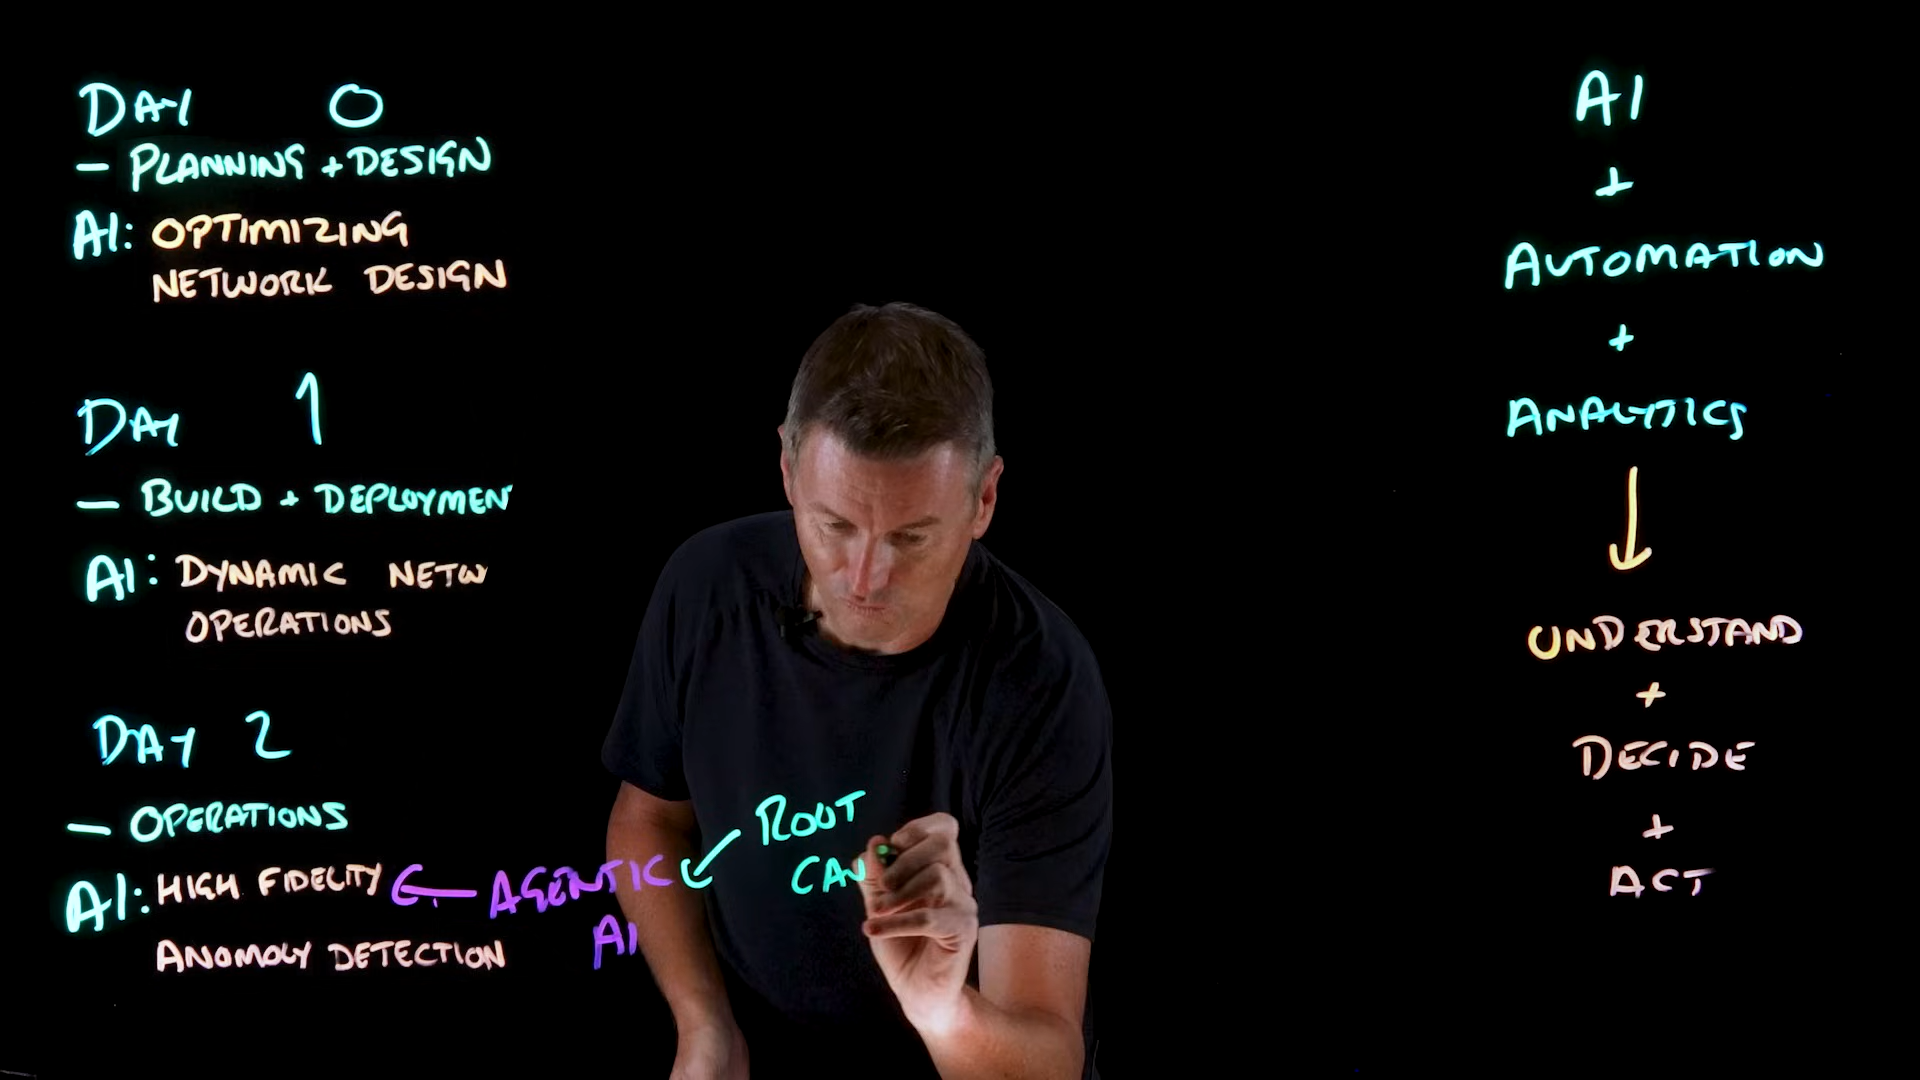 DAY 0
- PLANNING + DESIGN
AI: OPTIMIZING
NETWORK DESIGN
DAY 1
- BUILD + DEPLOYMEN
AI: DYNAMIC NETW
OPERATIONS
DAY 2
- OPERATIONS
AI: HIGH FIDELITY ← AGENTIC ↙ ROOT
CAU
ANOMOLY DETECTION
AI
AI
+
AUTOMATION
+
ANALYTICS
↓
UNDERSTAND
+
DECIDE
+
ACT